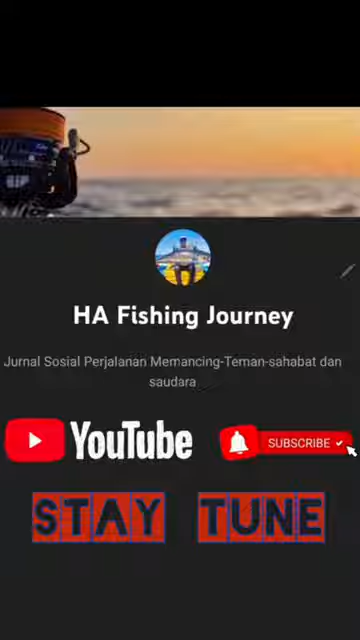 HA Fishing Journey
Jurnal Sosial Perjalanan Memancing-Teman-sahabat dan
saudara
YouTube
SUBSCRIBE
STAY TUNE